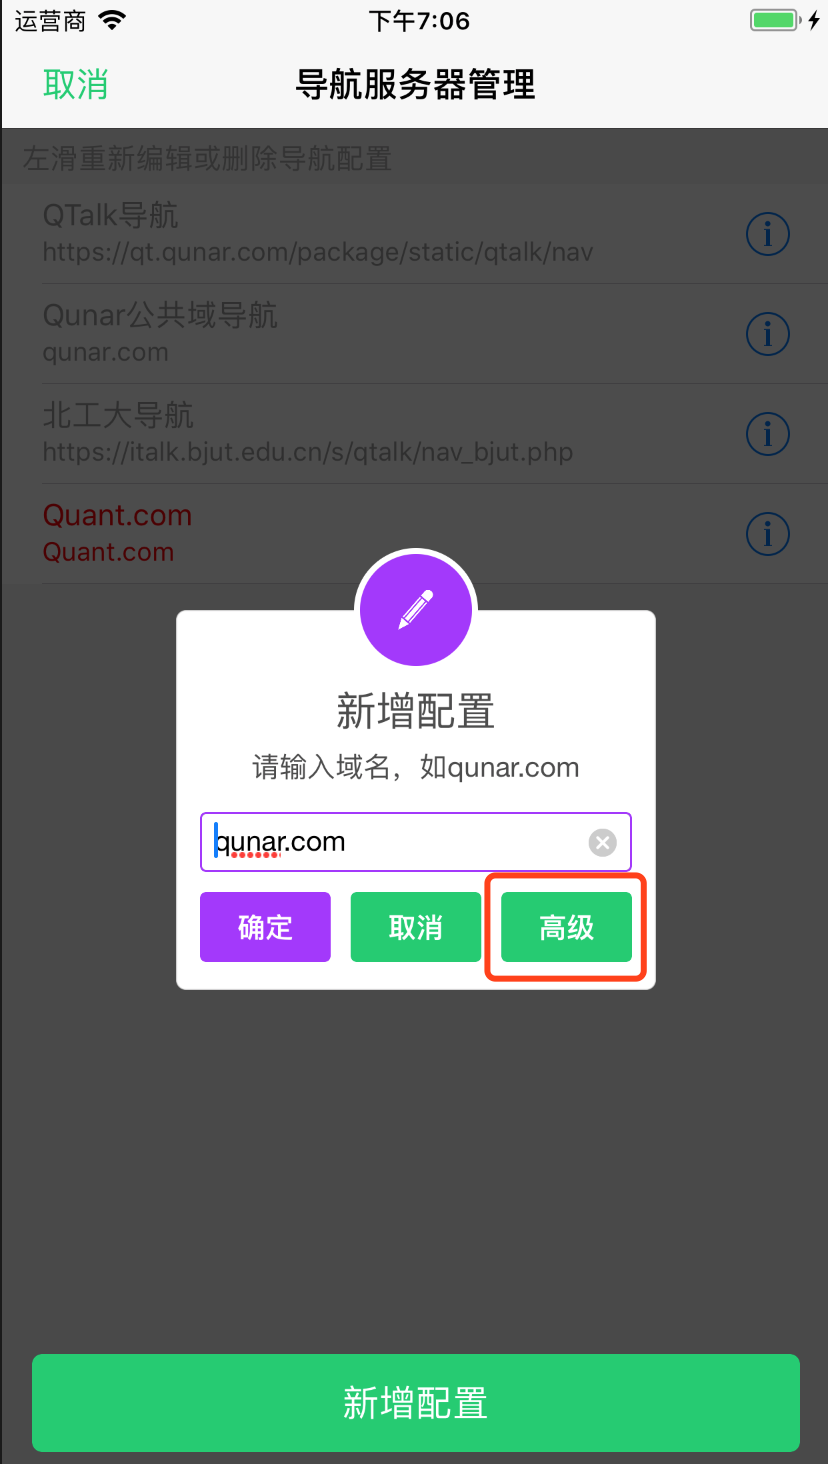 运营商 下午7:06
取消 导航服务器管理
左滑重新编辑或删除导航配置
QTalk导航
https://qt.qunar.com/package/static/qtalk/nav
Qunar公共域导航
qunar.com
北工大导航
https://italk.bjut.edu.cn/s/qtalk/nav_bjut.php
Quant.com
Quant.com
新增配置
请输入域名，如qunar.com
qunar.com
确定 取消 高级
新增配置